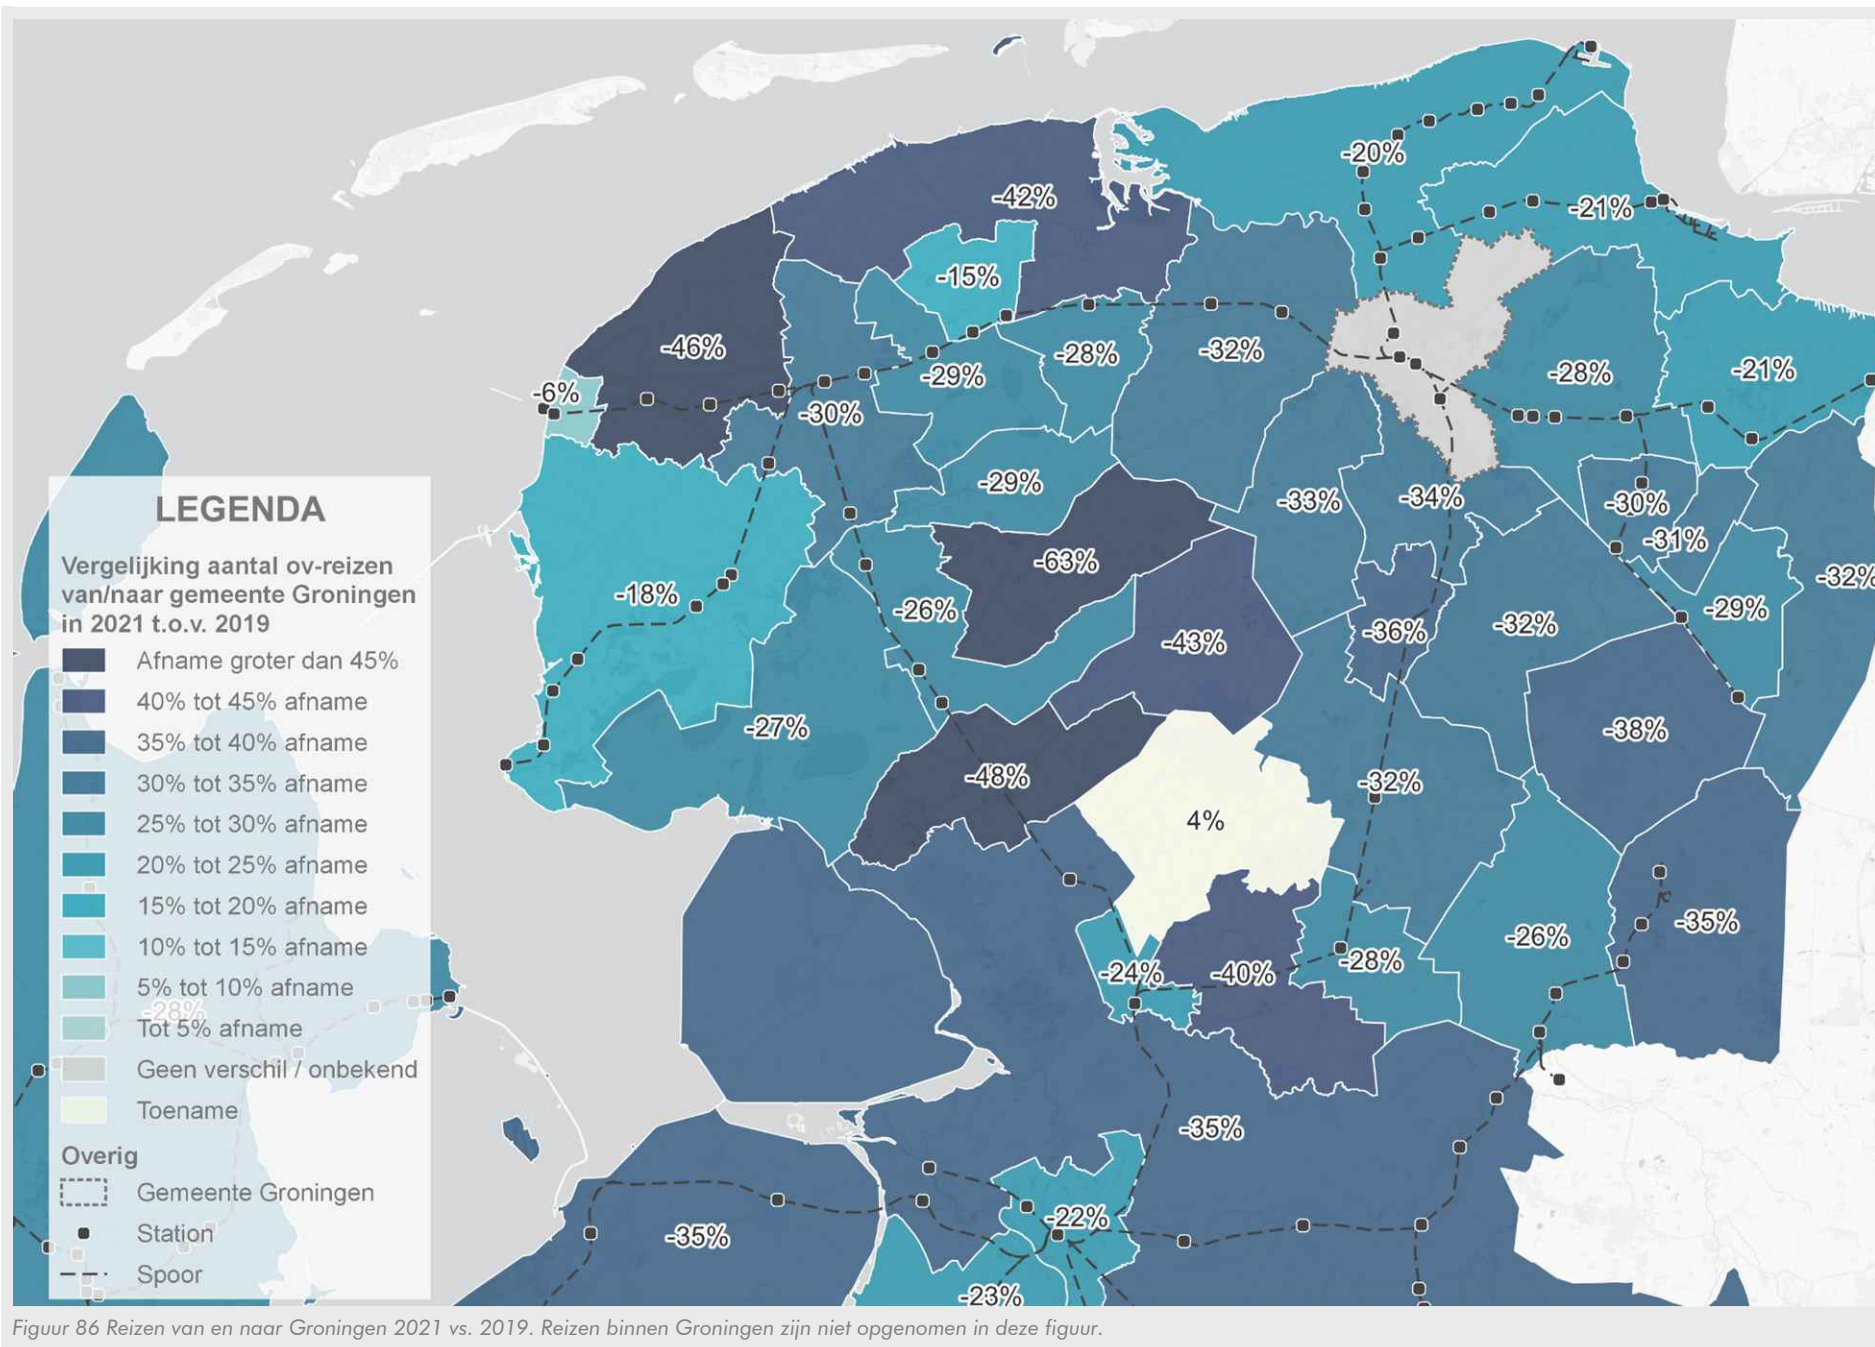 -20%
-42%
-21%
-15%
-46%
-28%
-32%
-29%
-28%
-21%
-6%
-30%
-29%
-33%
-34%
-30%
-31%
-63%
-32%
-18%
-26%
-29%
-43%
-36%
-32%
-27%
-38%
-48%
-32%
4%
-35%
-26%
-24%
-40%
-28%
-28%
-35%
-22%
-35%
-23%
LEGENDA
Vergelijking aantal ov-reizen
van/naar gemeente Groningen
in 2021 t.o.v. 2019
Afname groter dan 45%
40% tot 45% afname
35% tot 40% afname
30% tot 35% afname
25% tot 30% afname
20% tot 25% afname
15% tot 20% afname
10% tot 15% afname
5% tot 10% afname
Tot 5% afname
Geen verschil / onbekend
Toename
Overig
Gemeente Groningen
Station
Spoor
Figuur 86 Reizen van en naar Groningen 2021 vs. 2019. Reizen binnen Groningen zijn niet opgenomen in deze figuur.